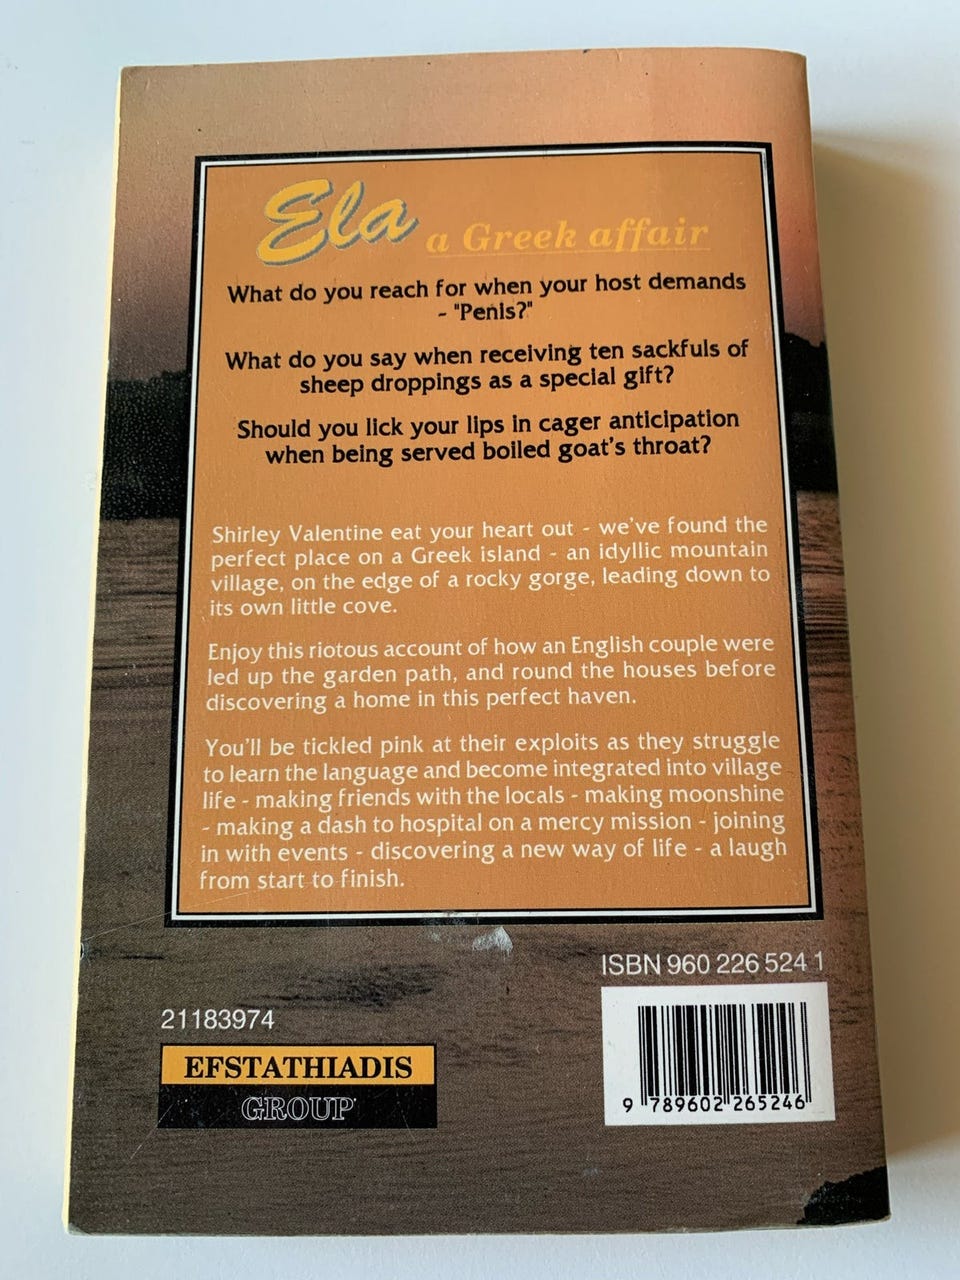 Ela a Greek affair
What do you reach for when your host demands
- "Penis?"
What do you say when receiving ten sackfuls of
sheep droppings as a special gift?
Should you lick your lips in cager anticipation
when being served boiled goat's throat?
Shirley Valentine eat your heart out - we've found the
perfect place on a Greek island - an idyllic mountain
village, on the edge of a rocky gorge, leading down to
its own little cove.
Enjoy this riotous account of how an English couple were
led up the garden path, and round the houses before
discovering a home in this perfect haven.
You'll be tickled pink at their exploits as they struggle
to learn the language and become integrated into village
life - making friends with the locals - making moonshine
- making a dash to hospital on a mercy mission - joining
in with events - discovering a new way of life - a laugh
from start to finish.
ISBN 960 226 524 1
21183974
EFSTATHIADIS
GROUP
9 789602 265246